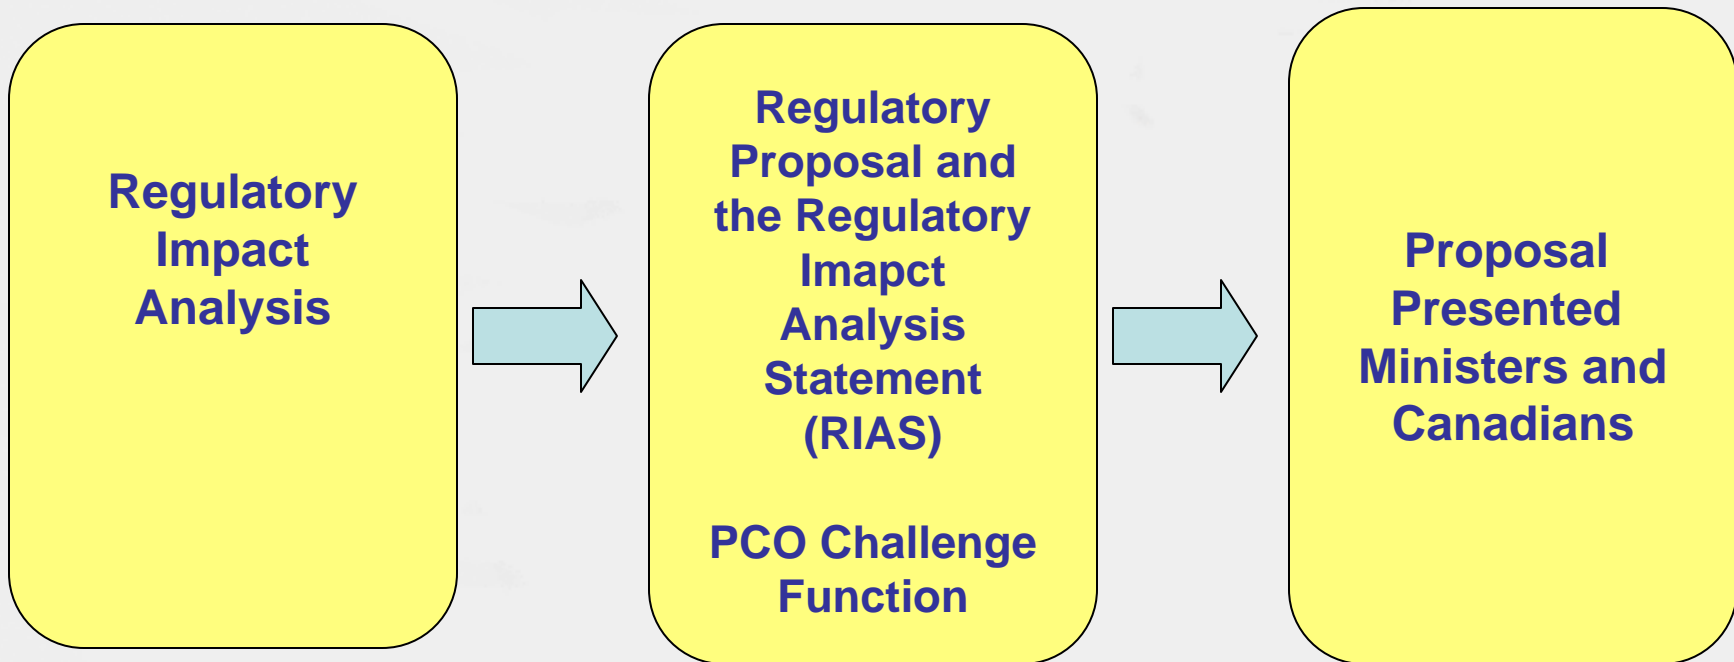 Regulatory
Impact
Analysis
Regulatory
Proposal and
the Regulatory
Imapct
Analysis
Statement
(RIAS)
PCO Challenge
Function
Proposal
Presented
Ministers and
Canadians